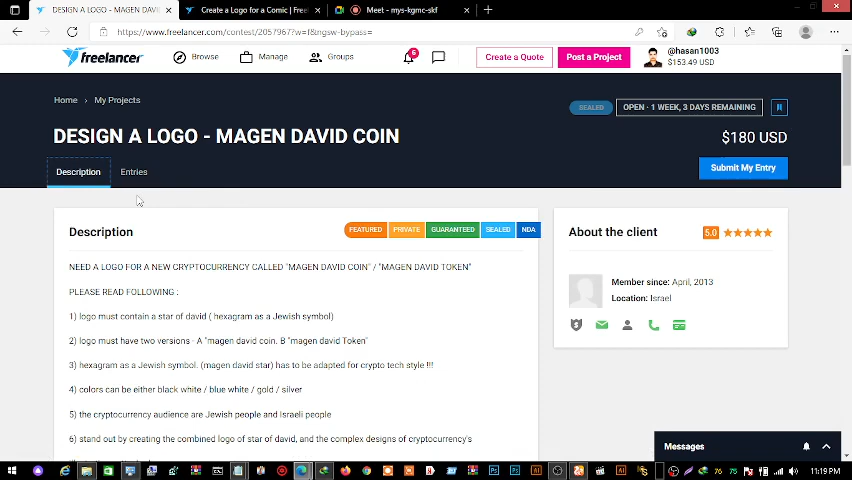 DESIGN A LOGO - MAGEN DAVID COIN
Create a Logo for a Comic | Free
Meet - mys-kgmc-skf
https://www.freelancer.com/contest/2057967?w=f&ngsw-bypass=
freelancer
Browse
Manage
Groups
6
Create a Quote
Post a Project
@hasan1003
$153.49 USD
Home > My Projects
SEALED
OPEN · 1 WEEK, 3 DAYS REMAINING
DESIGN A LOGO - MAGEN DAVID COIN
$180 USD
Description
Entries
Submit My Entry
Description
FEATURED PRIVATE GUARANTEED SEALED NDA
NEED A LOGO FOR A NEW CRYPTOCURRENCY CALLED "MAGEN DAVID COIN" / "MAGEN DAVID TOKEN"
PLEASE READ FOLLOWING :
1) logo must contain a star of david ( hexagram as a Jewish symbol)
2) logo must have two versions - A "magen david coin. B "magen david Token"
3) hexagram as a Jewish symbol. (magen david star) has to be adapted for crypto tech style !!!
4) colors can be either black white / blue white / gold / silver
5) the cryptocurrency audience are Jewish people and Israeli people
6) stand out by creating the combined logo of star of david, and the complex designs of cryptocurrency's
About the client
5.0
Member since: April, 2013
Location: Israel
Messages
76 75
11:19 PM